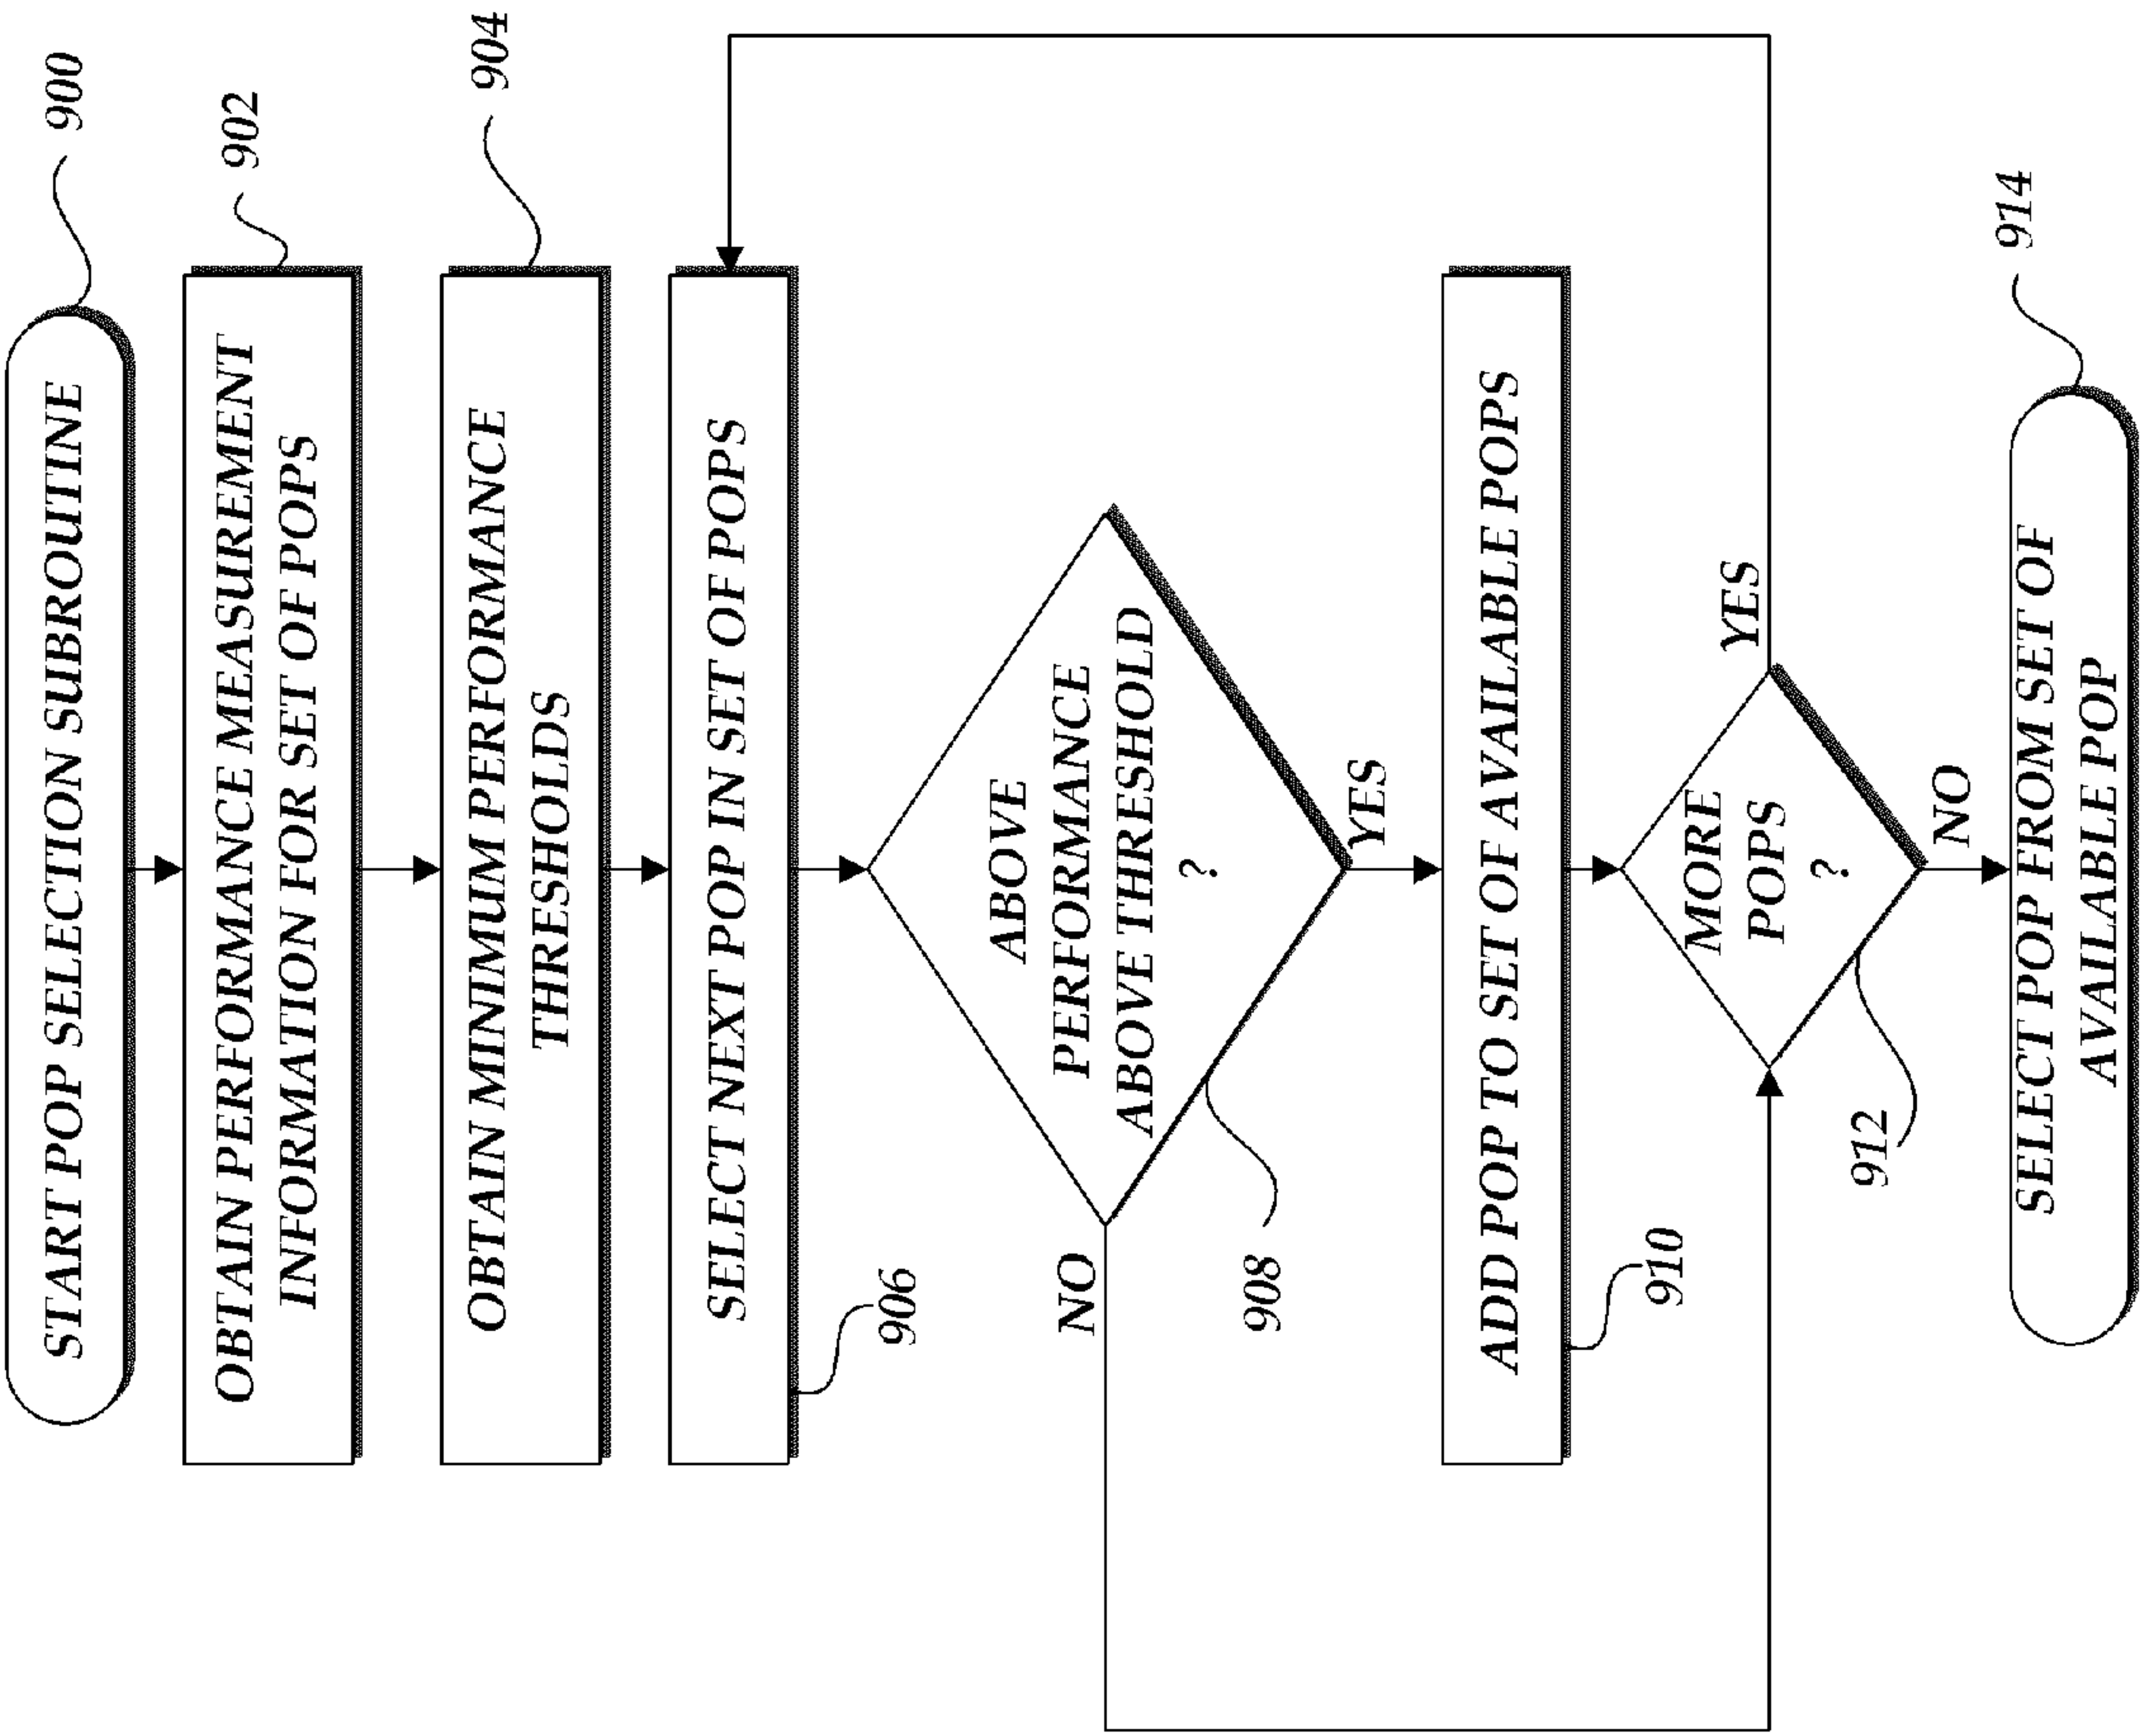 START POP SELECTION SUBROUTINE
900
OBTAIN PERFORMANCE MEASUREMENT
INFORMATION FOR SET OF POPS
902
OBTAIN MINIMUM PERFORMANCE
THRESHOLDS
904
SELECT NEXT POP IN SET OF POPS
906
ABOVE
PERFORMANCE
ABOVE THRESHOLD
?
NO
908
YES
ADD POP TO SET OF AVAILABLE POPS
910
MORE
POPS
?
YES
912
NO
SELECT POP FROM SET OF
AVAILABLE POP
914